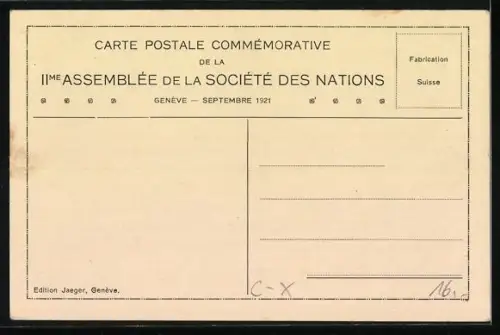 CARTE POSTALE COMMÉMORATIVE
DE LA
IIME ASSEMBLÉE DE LA SOCIÉTÉ DES NATIONS
GENÈVE — SEPTEMBRE 1921
Fabrication
Suisse
Edition Jaeger, Genève.
C-X
16.-